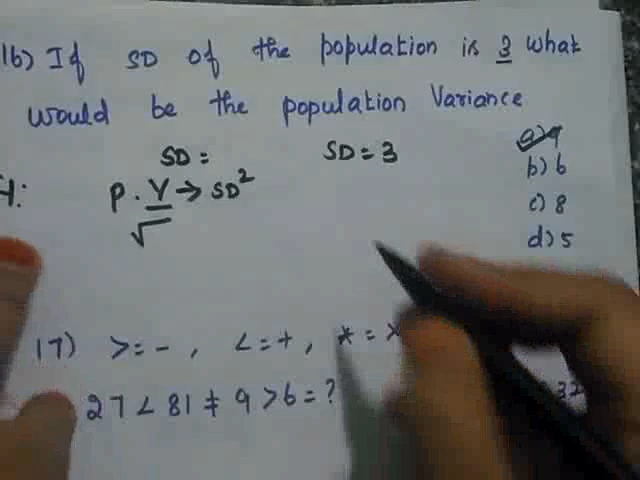 16) If SD of the population is 3 what
would be the population Variance
SD = SD = 3 a) 9
b) 6
P. V → SD²
c) 8
√
d) 5
17) > = -, < = +, * = ×
27 < 81 ≠ 9 > 6 = ?